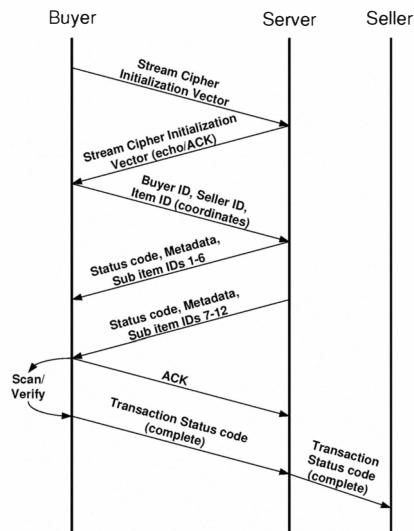 Buyer Server Seller
Stream Cipher
Initialization Vector
Stream Cipher Initialization
Vector (echo/ACK)
Buyer ID, Seller ID,
Item ID (coordinates)
Status code, Metadata,
Sub item IDs 1-6
Status code, Metadata,
Sub item IDs 7-12
Scan/
Verify
ACK
Transaction Status code
(complete)
Transaction
Status code
(complete)